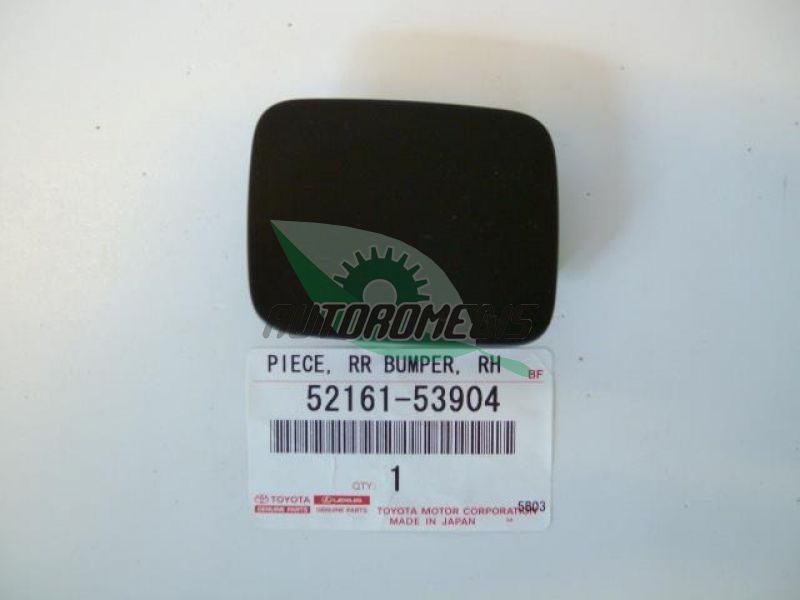 AUTOROMEGIS
PIECE, RR BUMPER, RH
BF
52161-53904
QTY: 1
TOYOTA LEXUS
GENUINE PARTS GENUINE PARTS
5803
TOYOTA MOTOR CORPORATION
MADE IN JAPAN